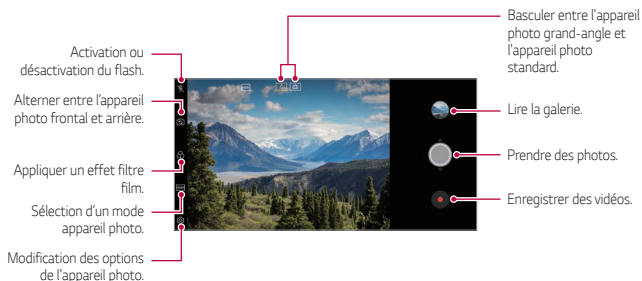 Activation ou
désactivation du flash.
Alterner entre l'appareil
photo frontal et arrière.
Appliquer un effet filtre
film.
Sélection d'un mode
appareil photo.
Modification des options
de l'appareil photo.
Basculer entre l'appareil
photo grand-angle et
l'appareil photo
standard.
Lire la galerie.
Prendre des photos.
Enregistrer des vidéos.